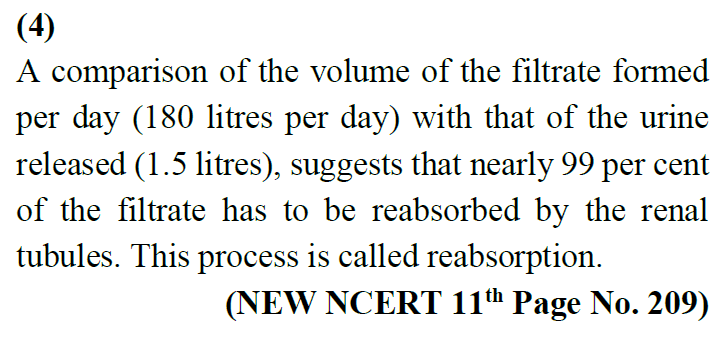 (4)
A comparison of the volume of the filtrate formed
per day (180 litres per day) with that of the urine
released (1.5 litres), suggests that nearly 99 per cent
of the filtrate has to be reabsorbed by the renal
tubules. This process is called reabsorption.
(NEW NCERT 11th Page No. 209)